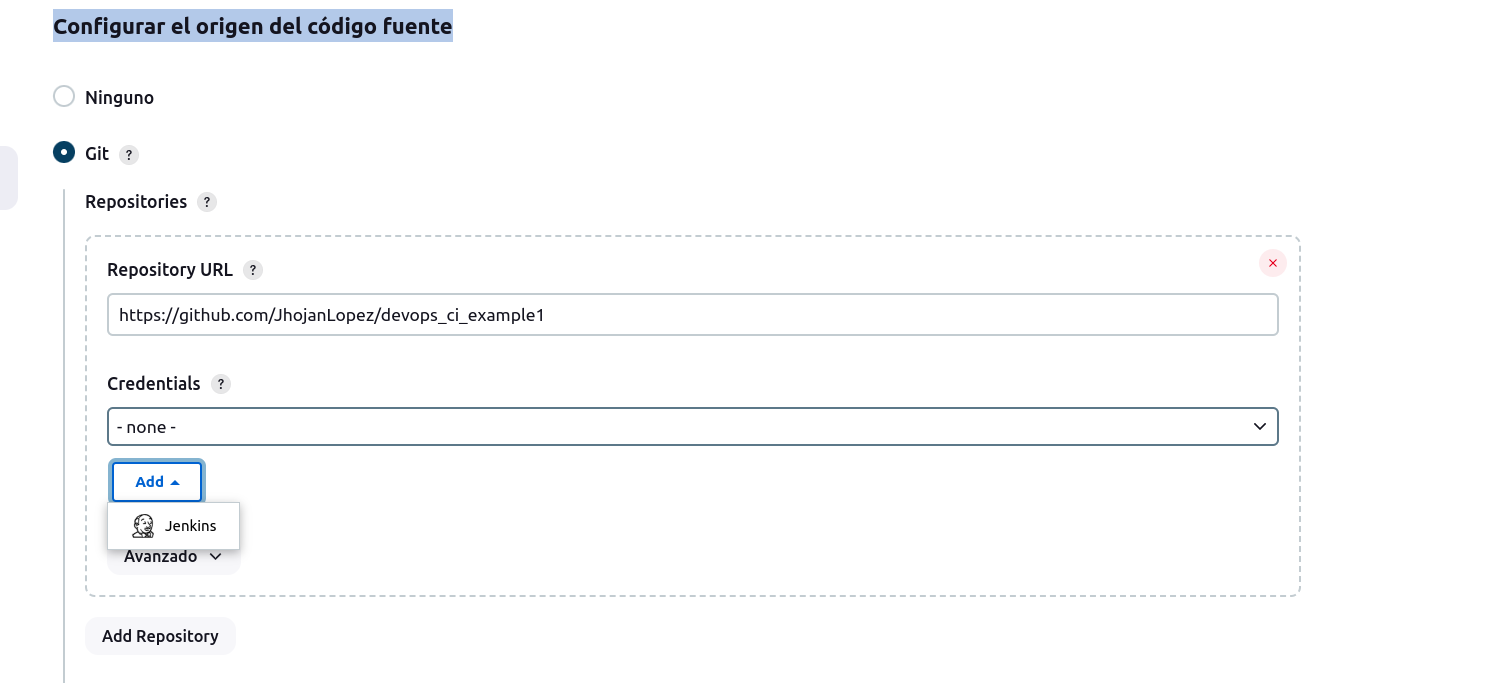 Configurar el origen del código fuente
Ninguno
Git ?
Repositories ?
Repository URL ?
https://github.com/JhojanLopez/devops_ci_example1
Credentials ?
- none -
Add
Jenkins
Avanzado
Add Repository